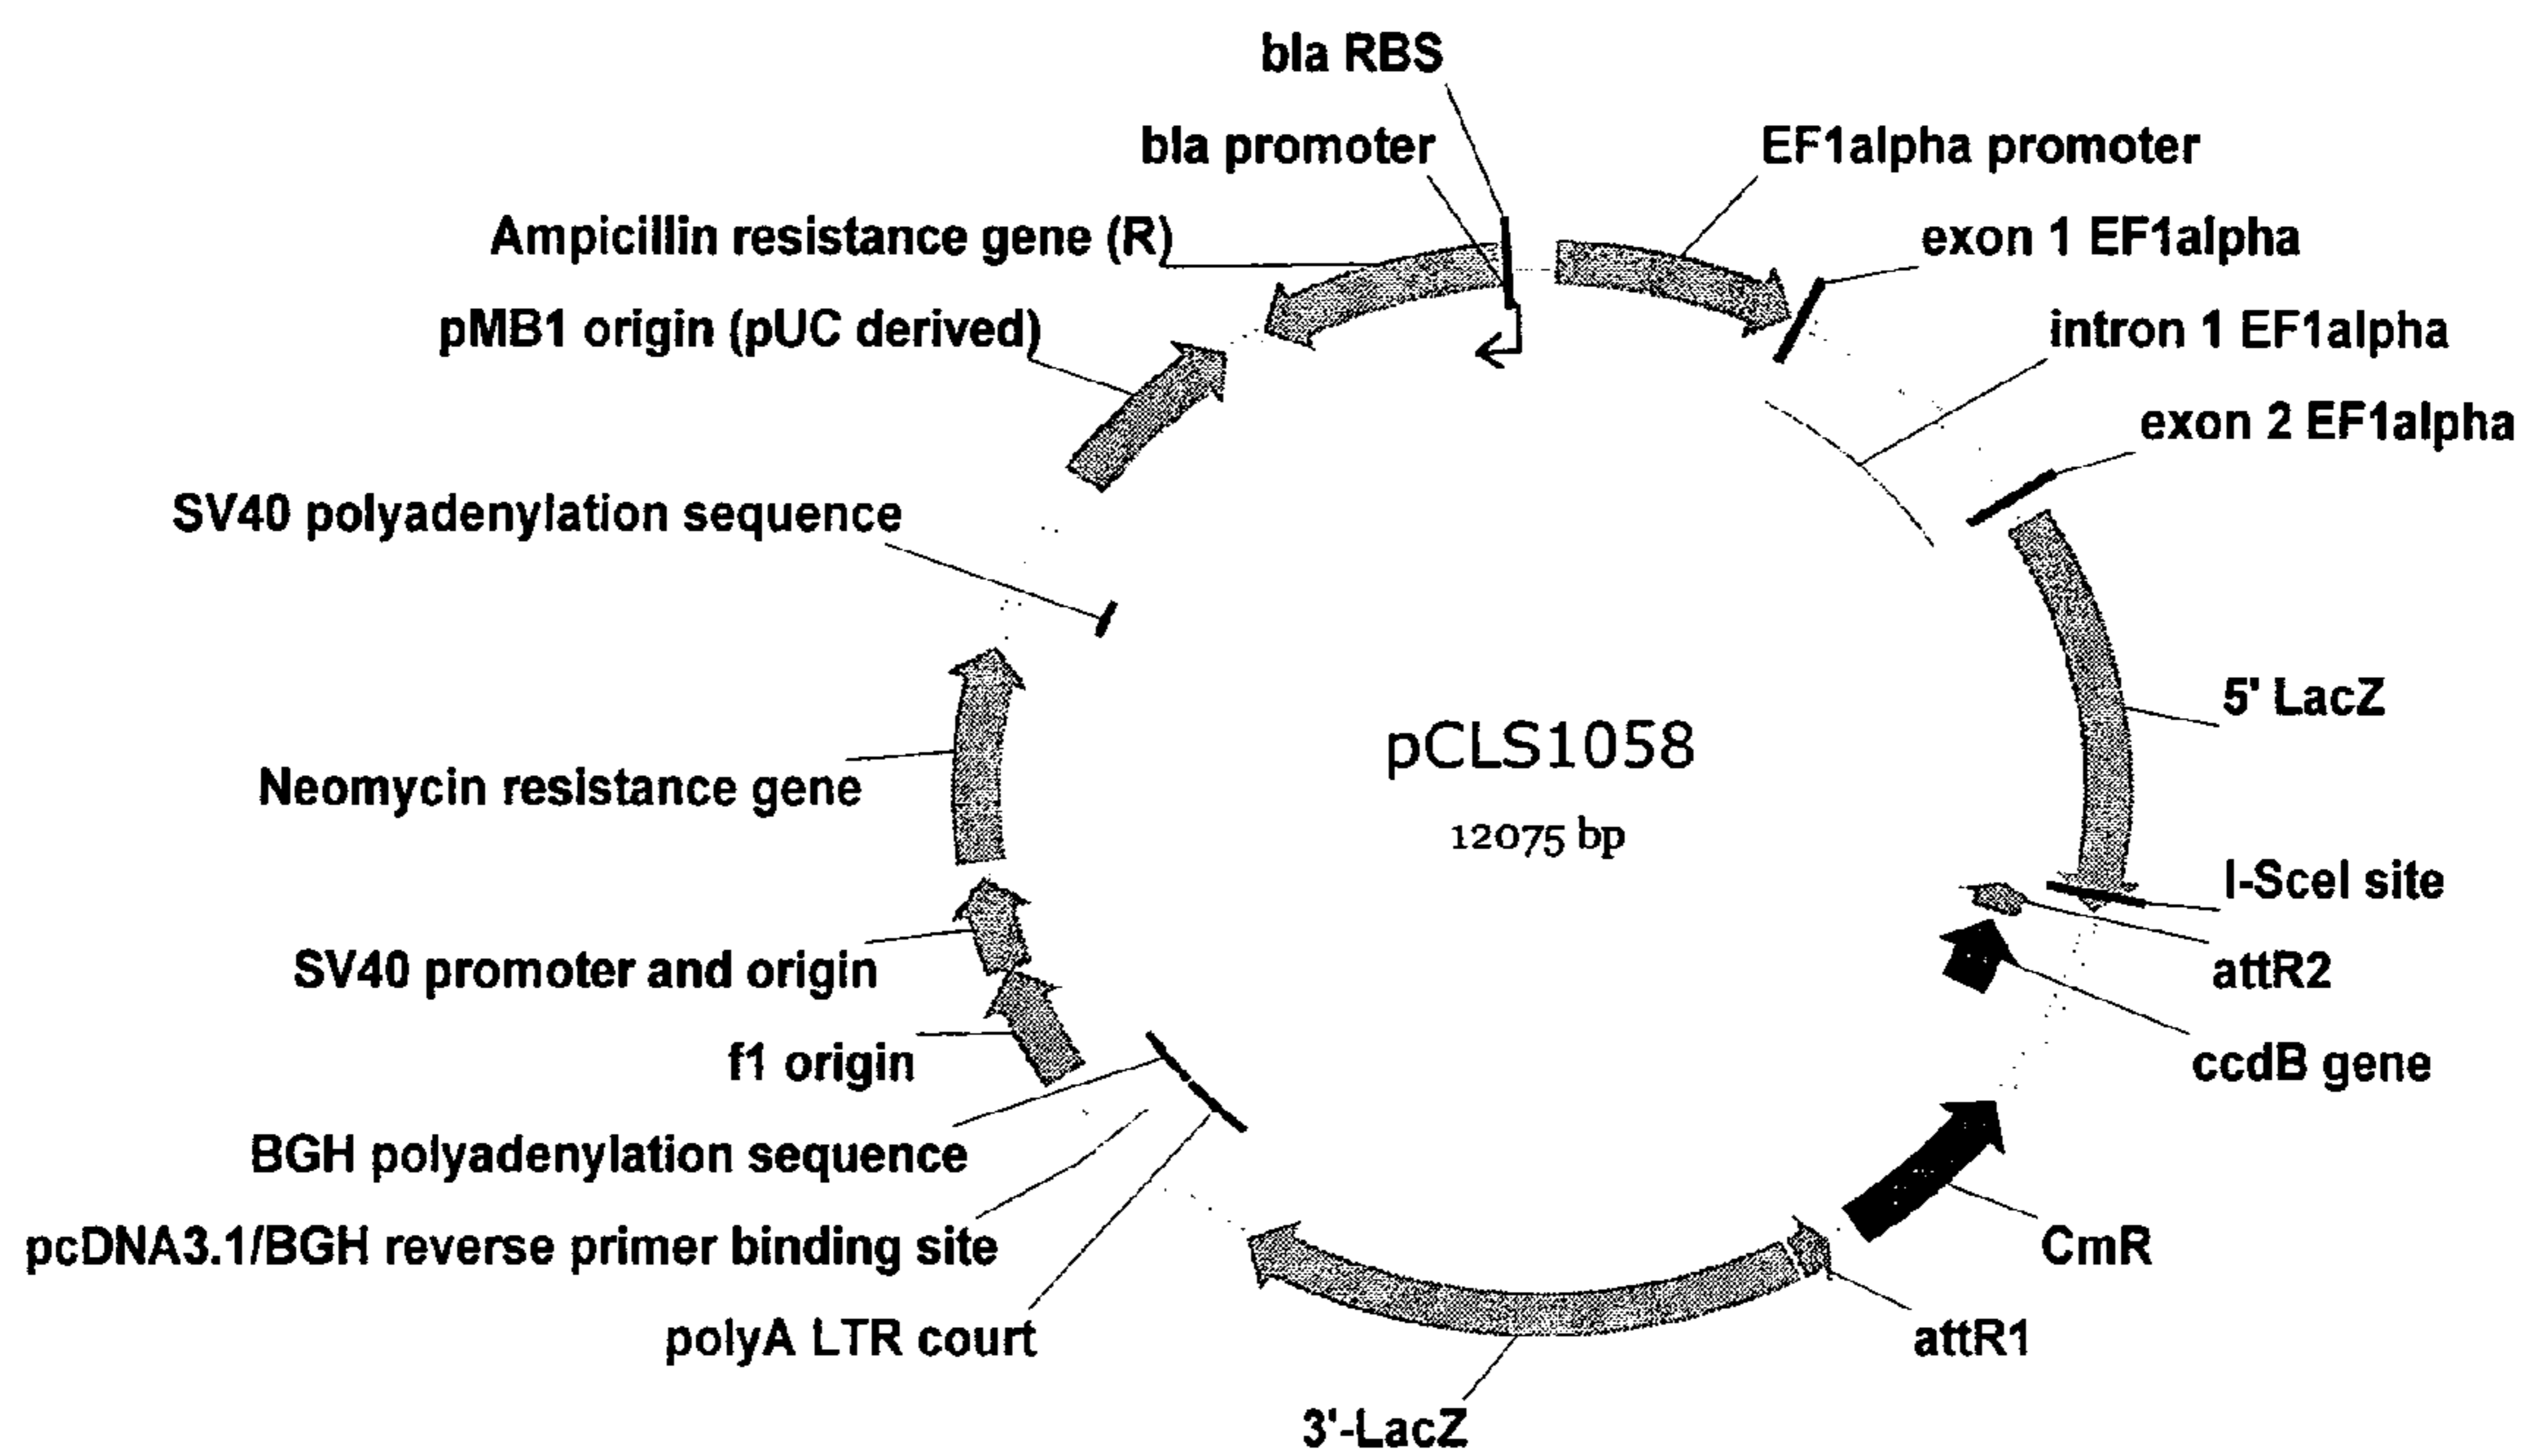 bla RBS
bla promoter
EF1alpha promoter
Ampicillin resistance gene (R)
exon 1 EF1alpha
pMB1 origin (pUC derived)
intron 1 EF1alpha
exon 2 EF1alpha
SV40 polyadenylation sequence
5' LacZ
pCLS1058
Neomycin resistance gene
12075 bp
I-SceI site
SV40 promoter and origin
attR2
f1 origin
ccdB gene
BGH polyadenylation sequence
pcDNA3.1/BGH reverse primer binding site
CmR
polyA LTR court
attR1
3'-LacZ